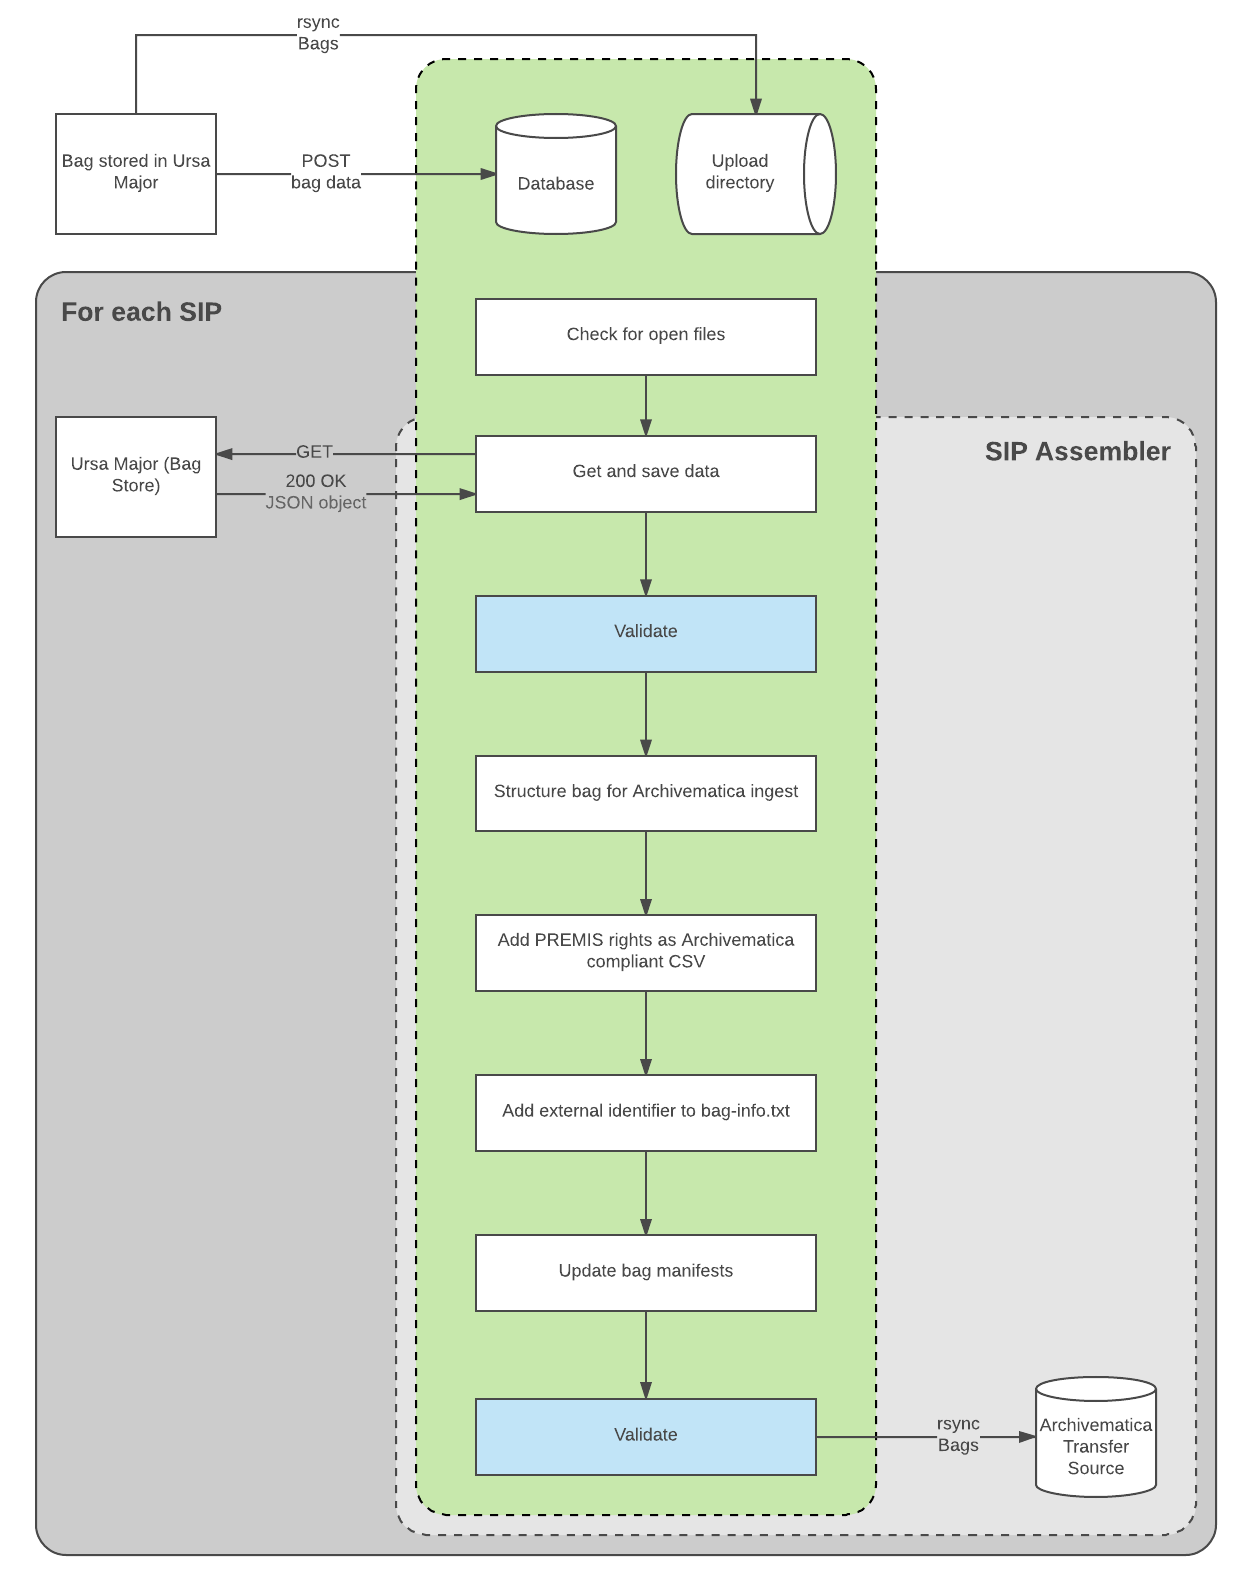 rsync
Bags
Bag stored in Ursa
Major
POST
bag data
Database
Upload
directory
For each SIP
Check for open files
SIP Assembler
Ursa Major (Bag
Store)
GET
200 OK
JSON object
Get and save data
Validate
Structure bag for Archivematica ingest
Add PREMIS rights as Archivematica
compliant CSV
Add external identifier to bag-info.txt
Update bag manifests
Validate
rsync
Bags
Archivematica
Transfer
Source